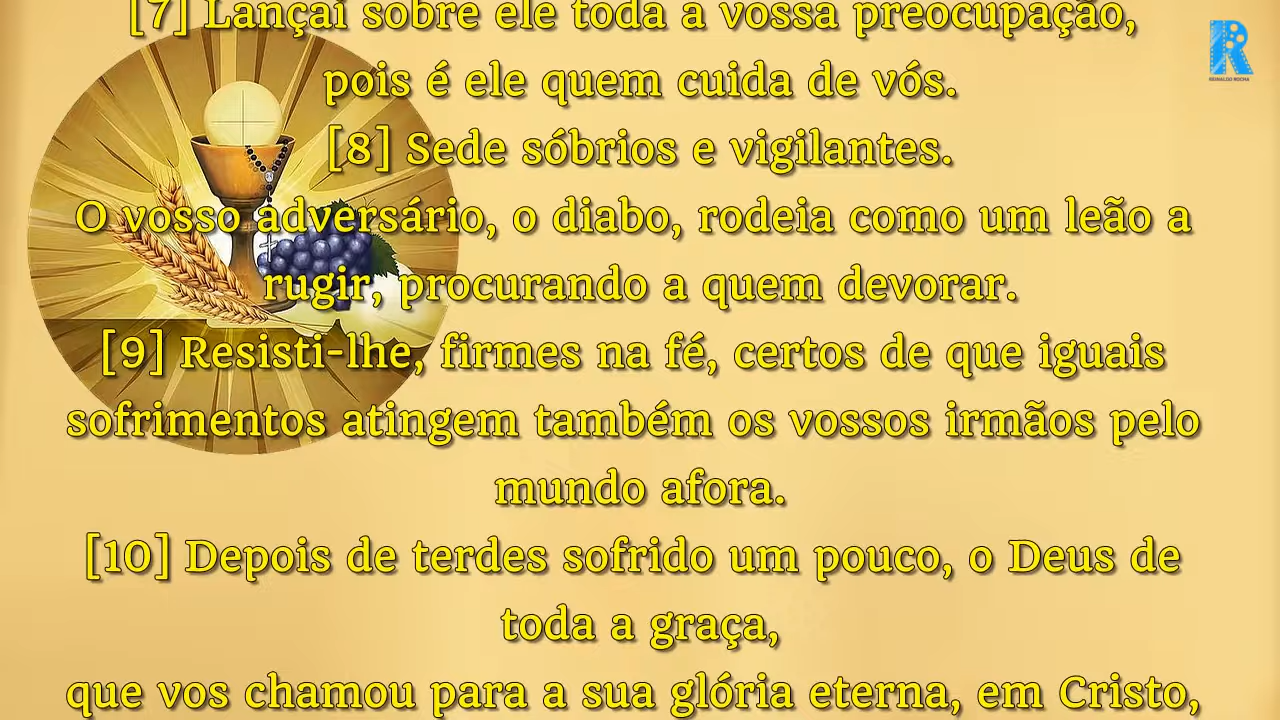 [7] Lançai sobre ele toda a vossa preocupação,
pois é ele quem cuida de vós.
[8] Sede sóbrios e vigilantes.
O vosso adversário, o diabo, rodeia como um leão a
rugir, procurando a quem devorar.
[9] Resisti-lhe, firmes na fé, certos de que iguais
sofrimentos atingem também os vossos irmãos pelo
mundo afora.
[10] Depois de terdes sofrido um pouco, o Deus de
toda a graça,
que vos chamou para a sua glória eterna, em Cristo,
R
REINALDO ROCHA